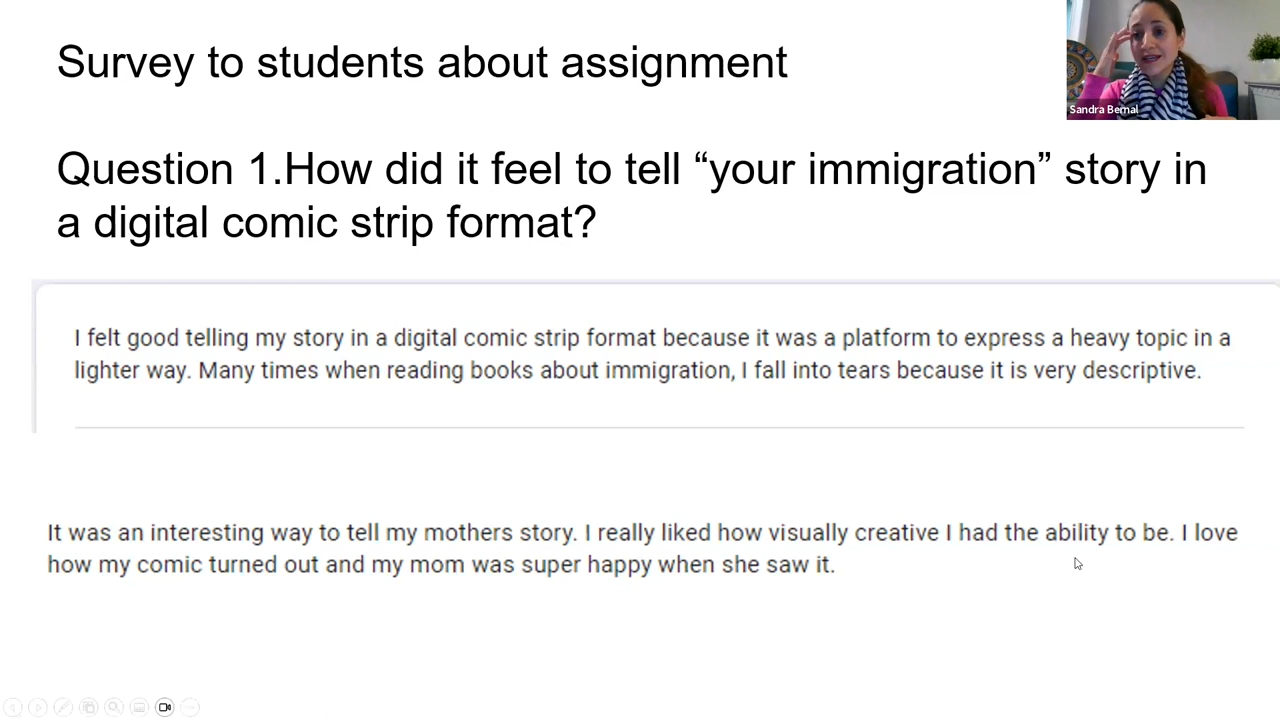 Survey to students about assignment
Sandra Bernal
Question 1.How did it feel to tell “your immigration” story in
a digital comic strip format?
I felt good telling my story in a digital comic strip format because it was a platform to express a heavy topic in a
lighter way. Many times when reading books about immigration, I fall into tears because it is very descriptive.
It was an interesting way to tell my mothers story. I really liked how visually creative I had the ability to be. I love
how my comic turned out and my mom was super happy when she saw it.